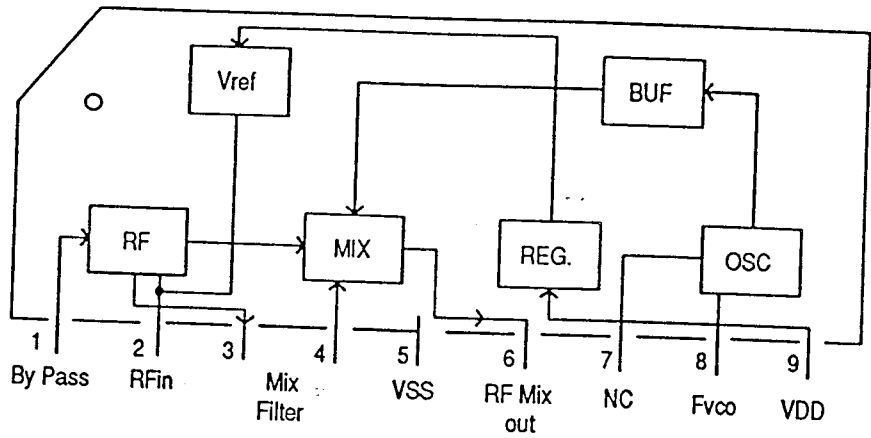 Vref
BUF
RF
MIX
REG.
OSC
1 2 3 4 5 6 7 8 9
By Pass RFin Mix Filter VSS RF Mix out NC Fvco VDD